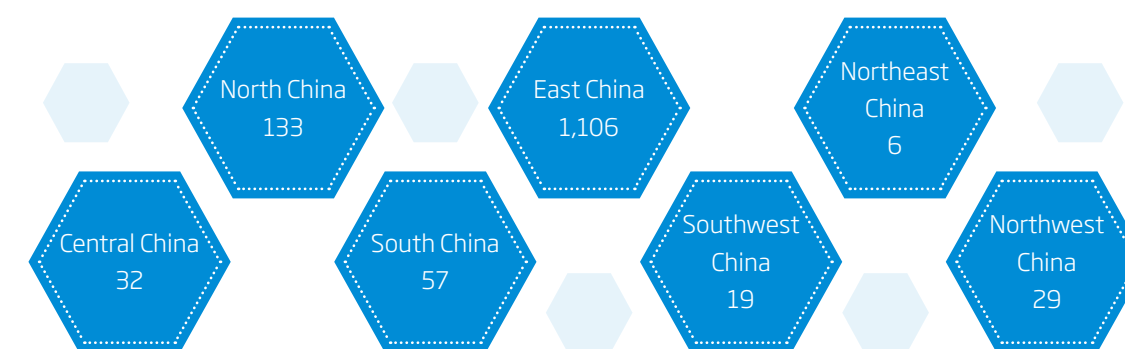 North China
133
East China
1,106
Northeast
China
6
Central China
32
South China
57
Southwest
China
19
Northwest
China
29